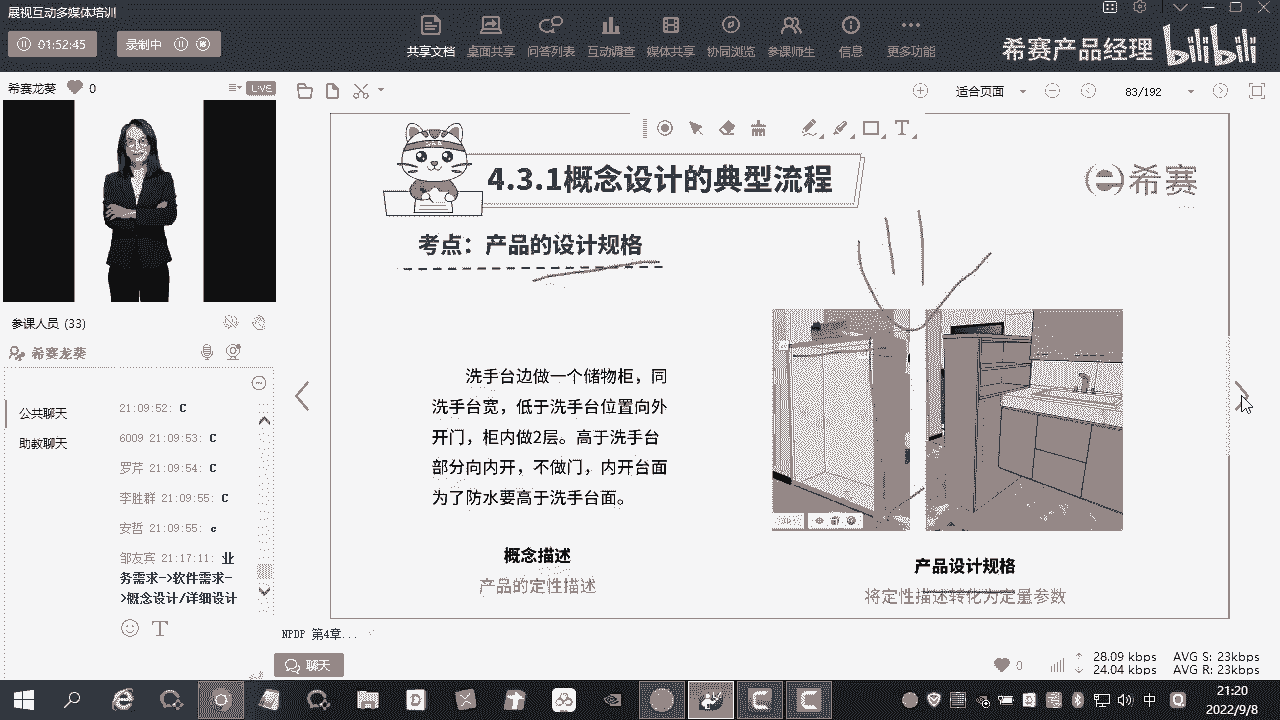 展视互动多媒体培训
01:52:45
录制中
共享文档
桌面共享
问答列表
互动调查
媒体共享
协同浏览
参课师生
信息
更多功能
希赛产品经理
bilibili
希赛龙葵
0
LIVE
适合页面
83/192
4.3.1概念设计的典型流程
希赛
考点：产品的设计规格
参课人员 (33)
希赛龙葵
公共聊天
助教聊天
21:09:52: C
6009 21:09:53: C
罗芹 21:09:54: C
李胜群 21:09:55: C
安哲 21:09:55: c
邹友宾 21:17:11: 业
务需求->软件需求-
>概念设计/详细设计
洗手台边做一个储物柜，同
洗手台宽，低于洗手台位置向外
开门，柜内做2层。高于洗手台
部分向内开，不做门，内开台面
为了防水要高于洗手台面。
概念描述
产品的定性描述
产品设计规格
将定性描述转化为定量参数
NPDP 第4章...
聊天
0
28.09 kbps
AVG S: 23kbps
24.04 kbps
AVG R: 23kbps
中
21:20
2022/9/8